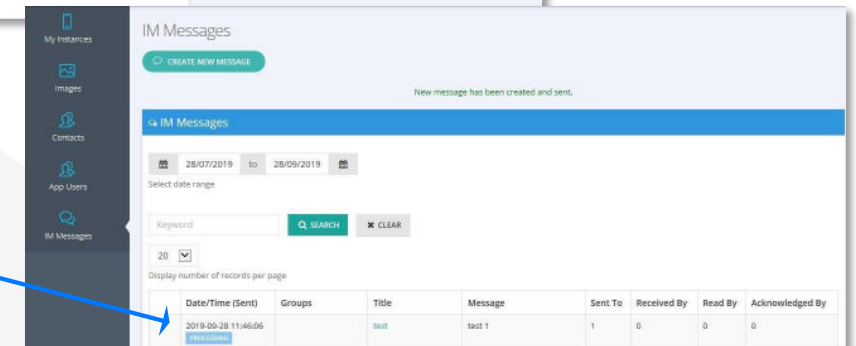 My Instances
Images
Contacts
App Users
IM Messages
IM Messages
CREATE NEW MESSAGE
New message has been created and sent.
IM Messages
28/07/2019 to 28/09/2019
Select date range
Keyword SEARCH CLEAR
20
Display number of records per page
Date/Time (Sent) Groups Title Message Sent To Received By Read By Acknowledged By
2019-09-28 11:46:06 test test 1 1 0 0 0
PROCESSING